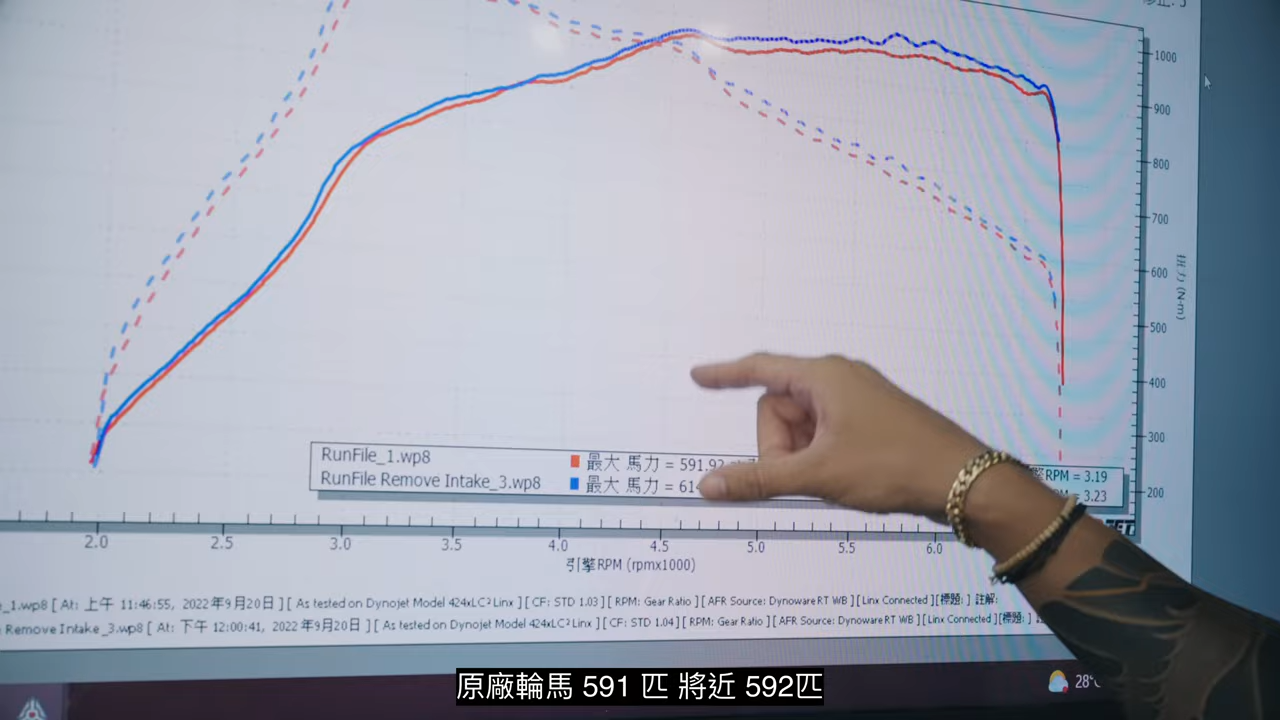 1000
900
800
700
600
500
400
300
200
扭力 (N·m)
RunFile_1.wp8 最大 馬力 = 591.92 RPM = 3.19
RunFile Remove Intake_3.wp8 最大 馬力 = 614 = 3.23
2.0 2.5 3.0 3.5 4.0 4.5 5.0 5.5 6.0
引擎RPM (rpmx1000)
_1.wp8 [ At: 上午 11:46:55, 2022年9月20日 ] [ As tested on Dynojet Model 424xLC² Linx ] [ CF: STD 1.03 ] [ RPM: Gear Ratio ] [ AFR Source: Dynoware RT WB ] [ Linx Connected ] [標題: ] 註解:
Remove Intake _3.wp8 [ At: 下午 12:00:41, 2022年9月20日 ] [ As tested on Dynojet Model 424xLC² Linx ] [ CF: STD 1.04 ] [ RPM: Gear Ratio ] [ AFR Source: Dynoware RT WB ] [ Linx Connected ] [標題: ]
28°C
原廠輪馬 591 匹 將近 592匹